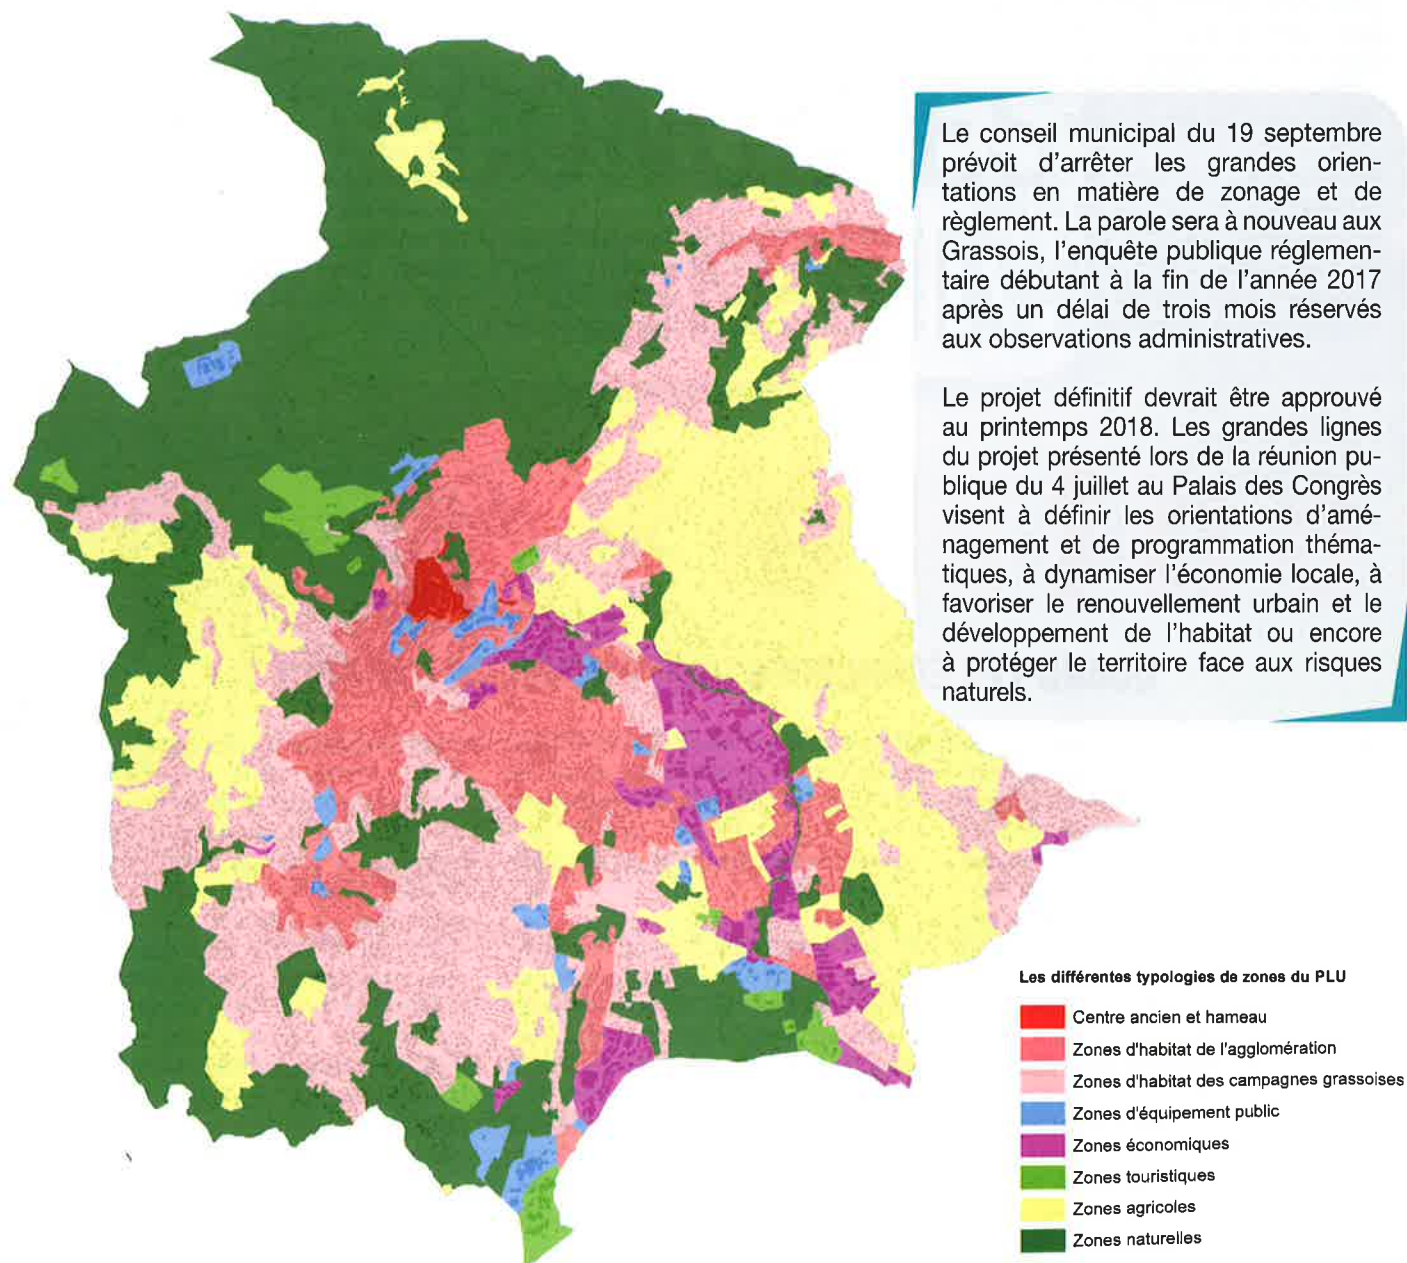 Le conseil municipal du 19 septembre
prévoit d'arrêter les grandes orien-
tations en matière de zonage et de
règlement. La parole sera à nouveau aux
Grassois, l'enquête publique réglemen-
taire débutant à la fin de l'année 2017
après un délai de trois mois réservés
aux observations administratives.
Le projet définitif devrait être approuvé
au printemps 2018. Les grandes lignes
du projet présenté lors de la réunion pu-
blique du 4 juillet au Palais des Congrès
visent à définir les orientations d'amé-
nagement et de programmation théma-
tiques, à dynamiser l'économie locale, à
favoriser le renouvellement urbain et le
développement de l'habitat ou encore
à protéger le territoire face aux risques
naturels.
Les différentes typologies de zones du PLU
Centre ancien et hameau
Zones d'habitat de l'agglomération
Zones d'habitat des campagnes grassoises
Zones d'équipement public
Zones économiques
Zones touristiques
Zones agricoles
Zones naturelles